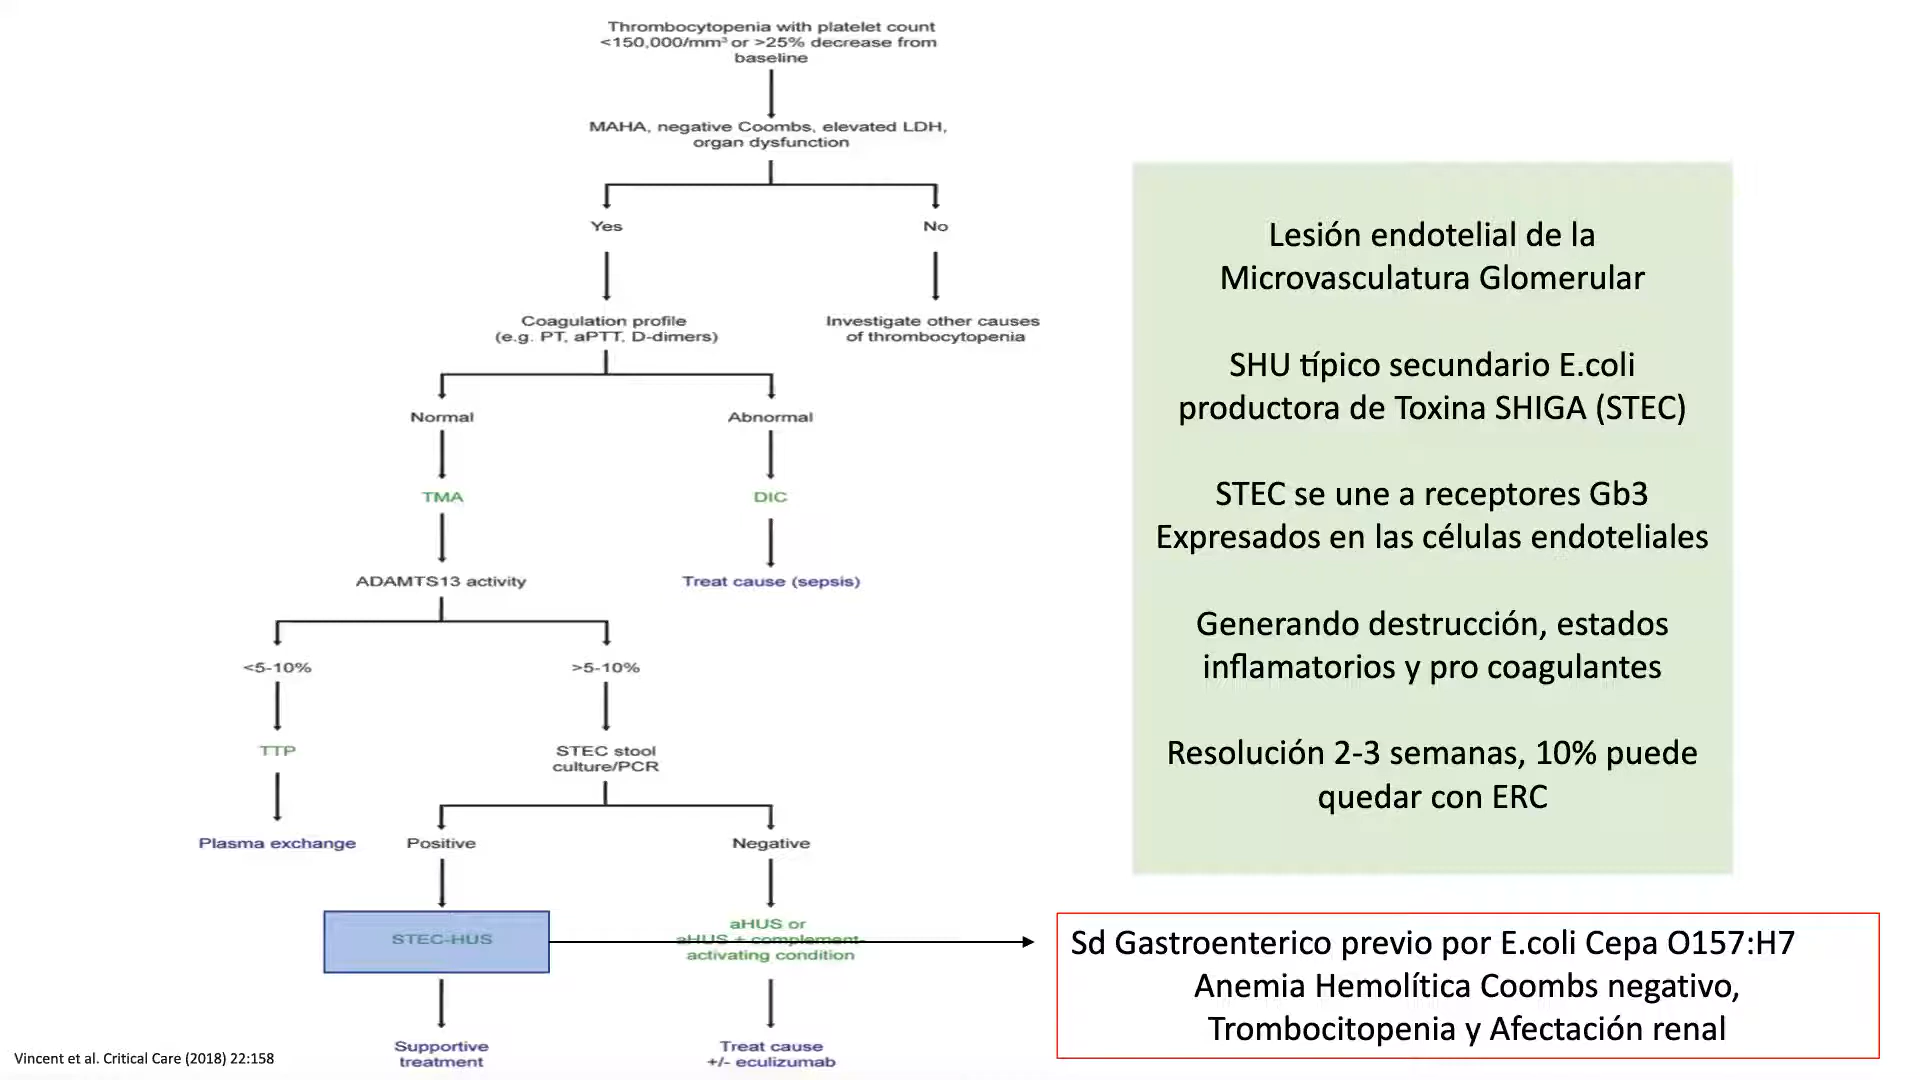 Thrombocytopenia with platelet count
<150,000/mm³ or >25% decrease from
baseline
MAHA, negative Coombs, elevated LDH,
organ dysfunction
Yes
No
Coagulation profile
(e.g. PT, aPTT, D-dimers)
Investigate other causes
of thrombocytopenia
Normal
Abnormal
TMA
DIC
ADAMTS13 activity
Treat cause (sepsis)
<5-10%
>5-10%
TTP
STEC stool
culture/PCR
Plasma exchange
Positive
Negative
STEC-HUS
aHUS or
aHUS + complement-
activating condition
Supportive
treatment
Treat cause
+/- eculizumab
Lesión endotelial de la
Microvasculatura Glomerular
SHU típico secundario E.coli
productora de Toxina SHIGA (STEC)
STEC se une a receptores Gb3
Expresados en las células endoteliales
Generando destrucción, estados
inflamatorios y pro coagulantes
Resolución 2-3 semanas, 10% puede
quedar con ERC
Sd Gastroenterico previo por E.coli Cepa O157:H7
Anemia Hemolítica Coombs negativo,
Trombocitopenia y Afectación renal
Vincent et al. Critical Care (2018) 22:158